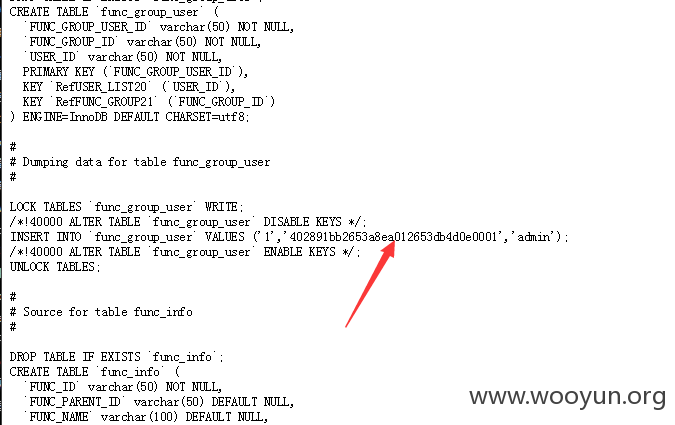 CREATE TABLE `func_group_user` (
`FUNC_GROUP_USER_ID` varchar(50) NOT NULL,
`FUNC_GROUP_ID` varchar(50) NOT NULL,
`USER_ID` varchar(50) NOT NULL,
PRIMARY KEY (`FUNC_GROUP_USER_ID`),
KEY `RefUSER_LIST20` (`USER_ID`),
KEY `RefFUNC_GROUP21` (`FUNC_GROUP_ID`)
) ENGINE=InnoDB DEFAULT CHARSET=utf8;
#
# Dumping data for table func_group_user
#
LOCK TABLES `func_group_user` WRITE;
/*!40000 ALTER TABLE `func_group_user` DISABLE KEYS */;
INSERT INTO `func_group_user` VALUES ('1','402891bb2653a8ea012653db4d0e0001','admin');
/*!40000 ALTER TABLE `func_group_user` ENABLE KEYS */;
UNLOCK TABLES;
#
# Source for table func_info
#
DROP TABLE IF EXISTS `func_info`;
CREATE TABLE `func_info` (
`FUNC_ID` varchar(50) NOT NULL,
`FUNC_PARENT_ID` varchar(50) DEFAULT NULL,
`FUNC_NAME` varchar(100) DEFAULT NULL,
www.wooyun.org